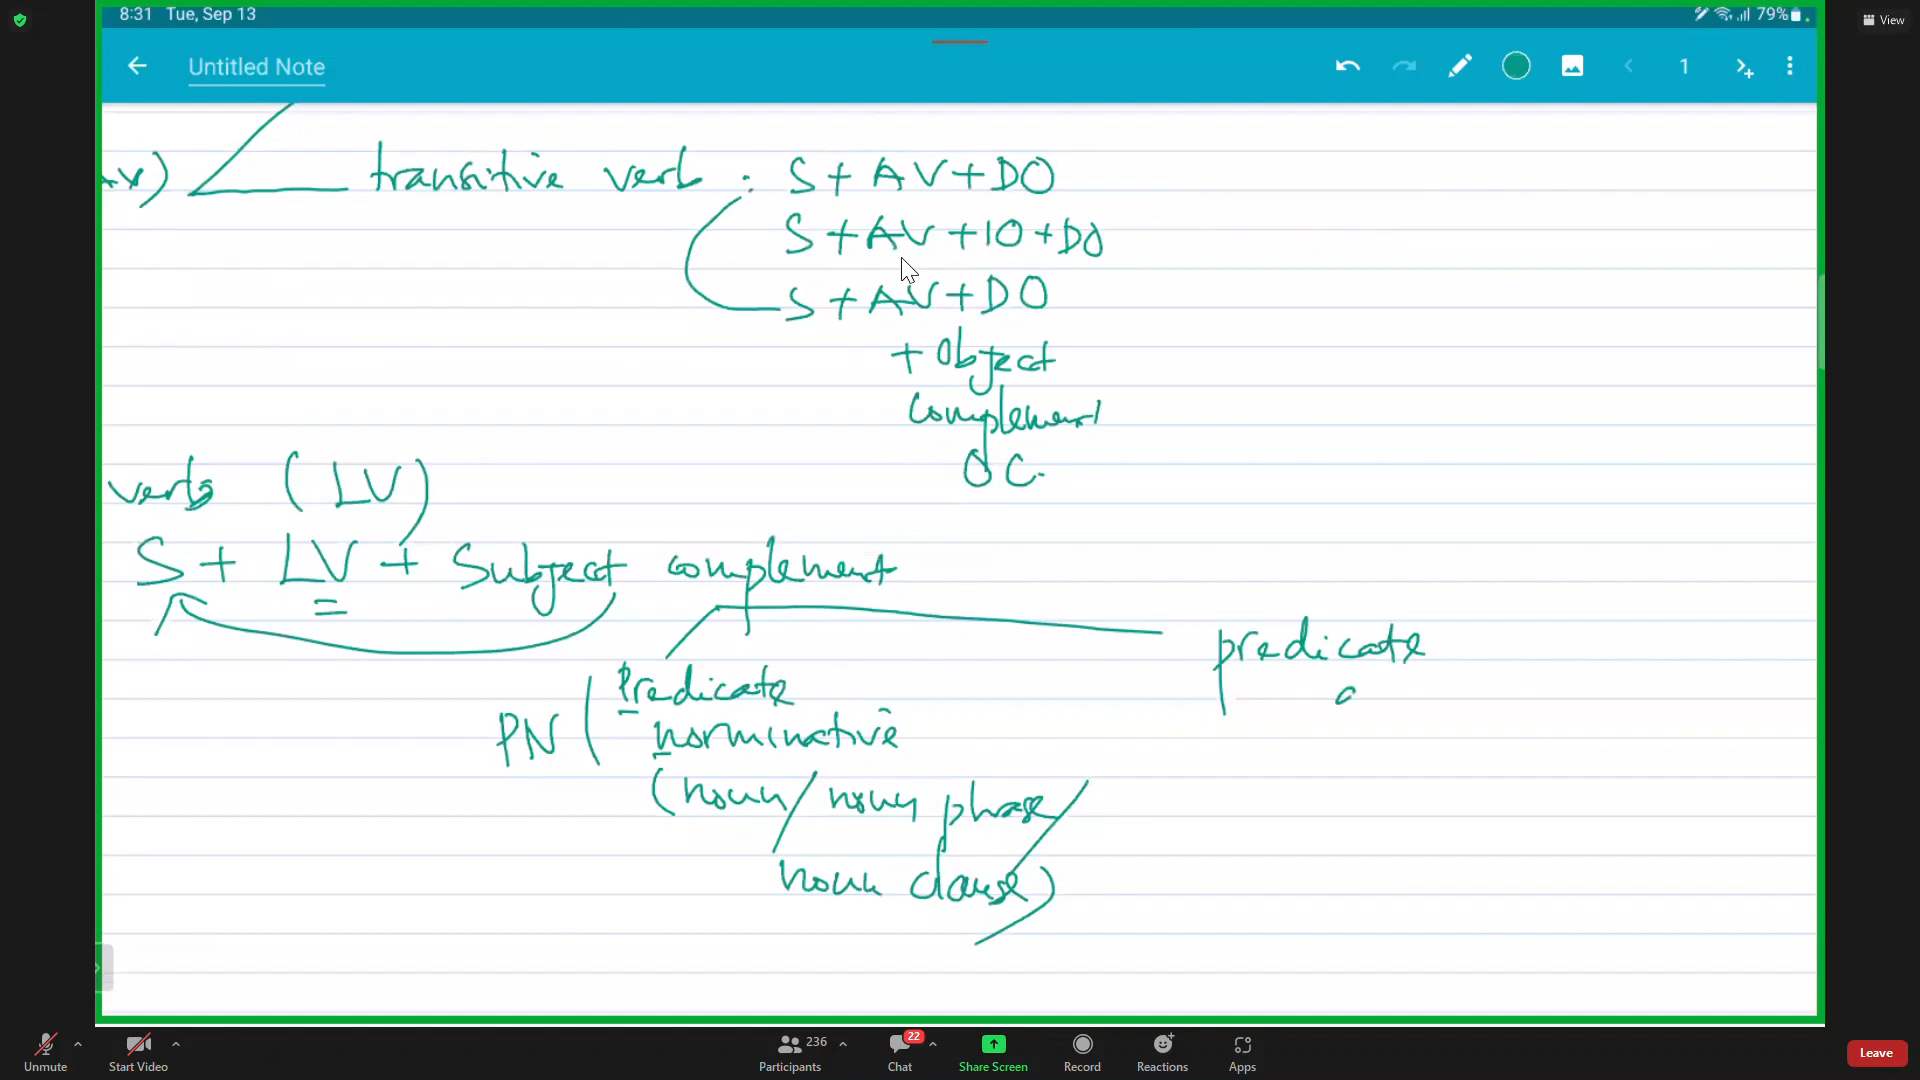 8:31 Tue, Sep 13
79%
View
Untitled Note
1
transitive verb : S + AV + DO
S + AV + IO + DO
S + AV + DO
+ Object
complement
OC
verbs (LV)
S + LV + Subject complement
predicate
PN
Predicate
norminative
(noun / noun phrase /
noun clause)
Unmute
Start Video
236
Participants
22
Chat
Share Screen
Record
Reactions
Apps
Leave